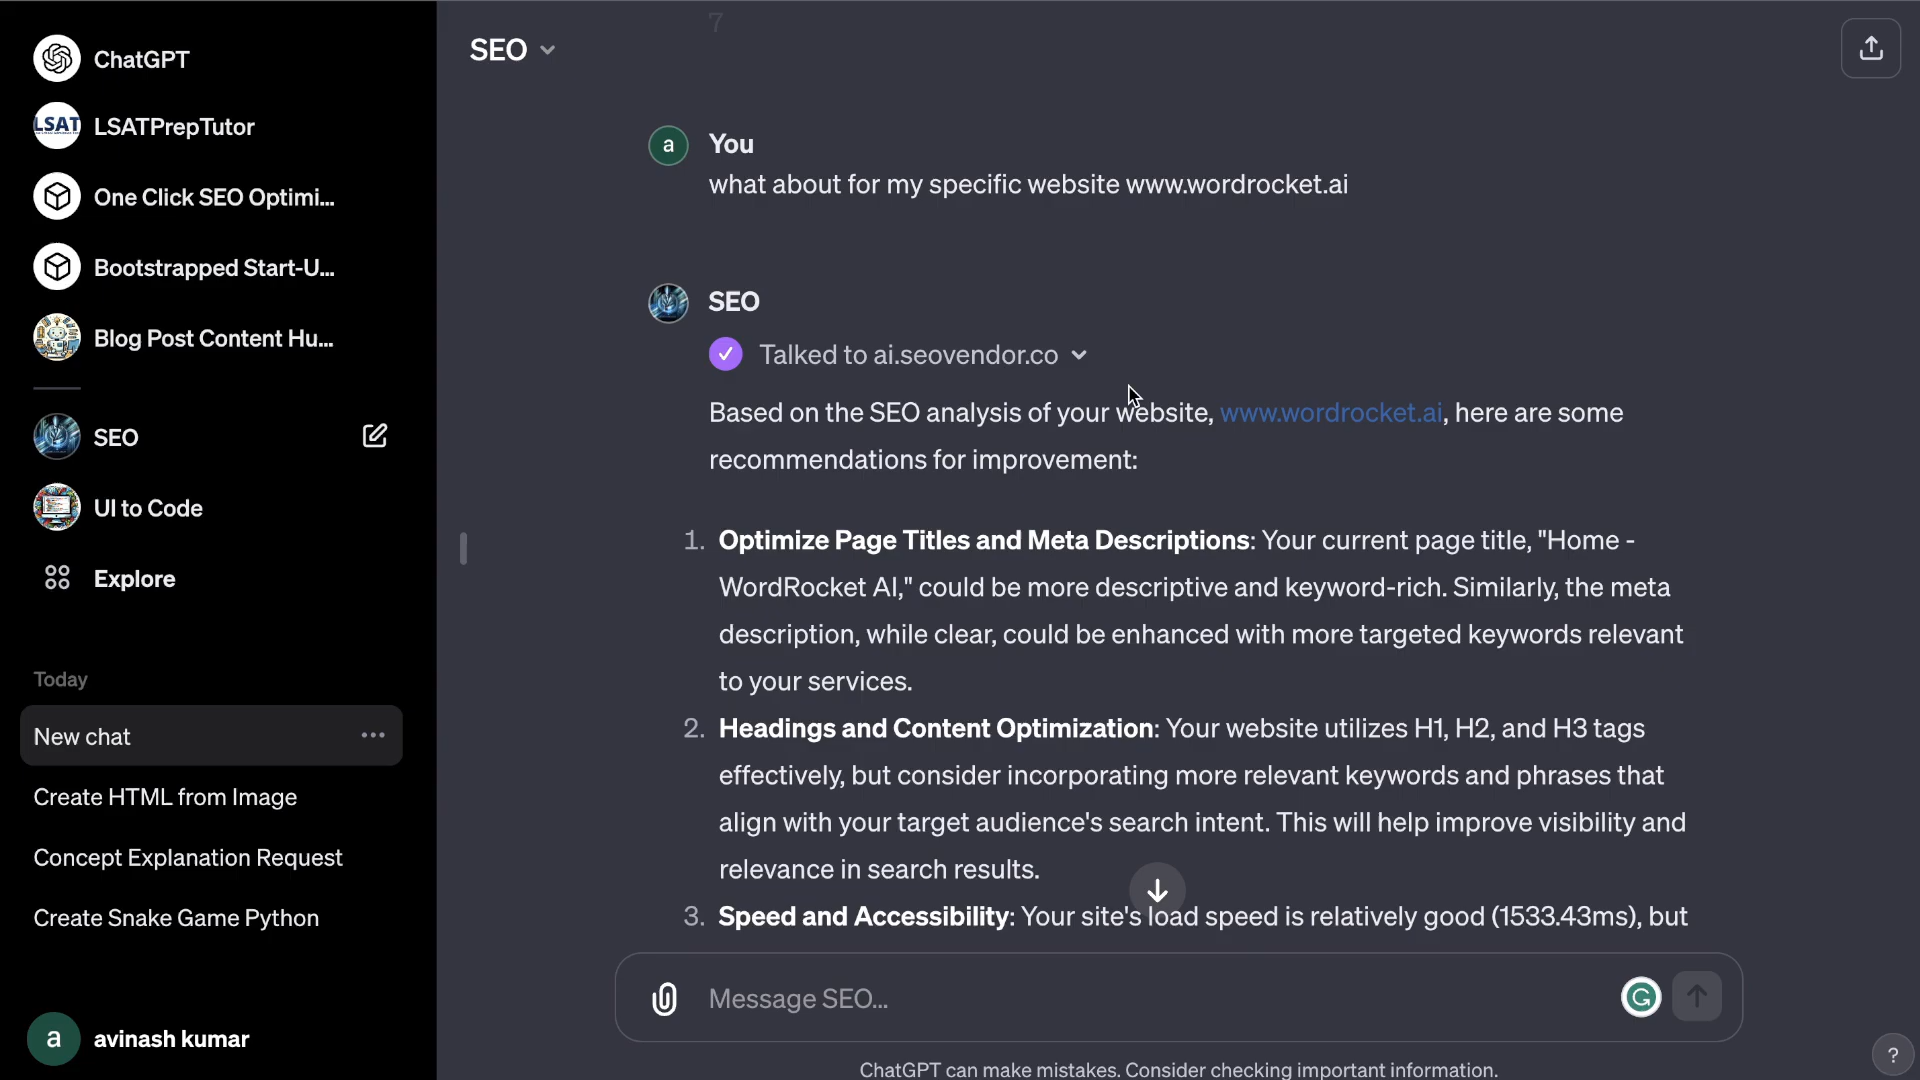 7
ChatGPT
LSAT
LSATPrepTutor
One Click SEO Optimi...
Bootstrapped Start-U...
Blog Post Content Hu...
SEO
UI to Code
Explore
Today
New chat
Create HTML from Image
Concept Explanation Request
Create Snake Game Python
a
avinash kumar
SEO
a
You
what about for my specific website www.wordrocket.ai
SEO
Talked to ai.seovendor.co
Based on the SEO analysis of your website, www.wordrocket.ai, here are some
recommendations for improvement:
1. Optimize Page Titles and Meta Descriptions: Your current page title, "Home -
WordRocket AI," could be more descriptive and keyword-rich. Similarly, the meta
description, while clear, could be enhanced with more targeted keywords relevant
to your services.
2. Headings and Content Optimization: Your website utilizes H1, H2, and H3 tags
effectively, but consider incorporating more relevant keywords and phrases that
align with your target audience's search intent. This will help improve visibility and
relevance in search results.
3. Speed and Accessibility: Your site's load speed is relatively good (1533.43ms), but
Message SEO...
G
ChatGPT can make mistakes. Consider checking important information.
?